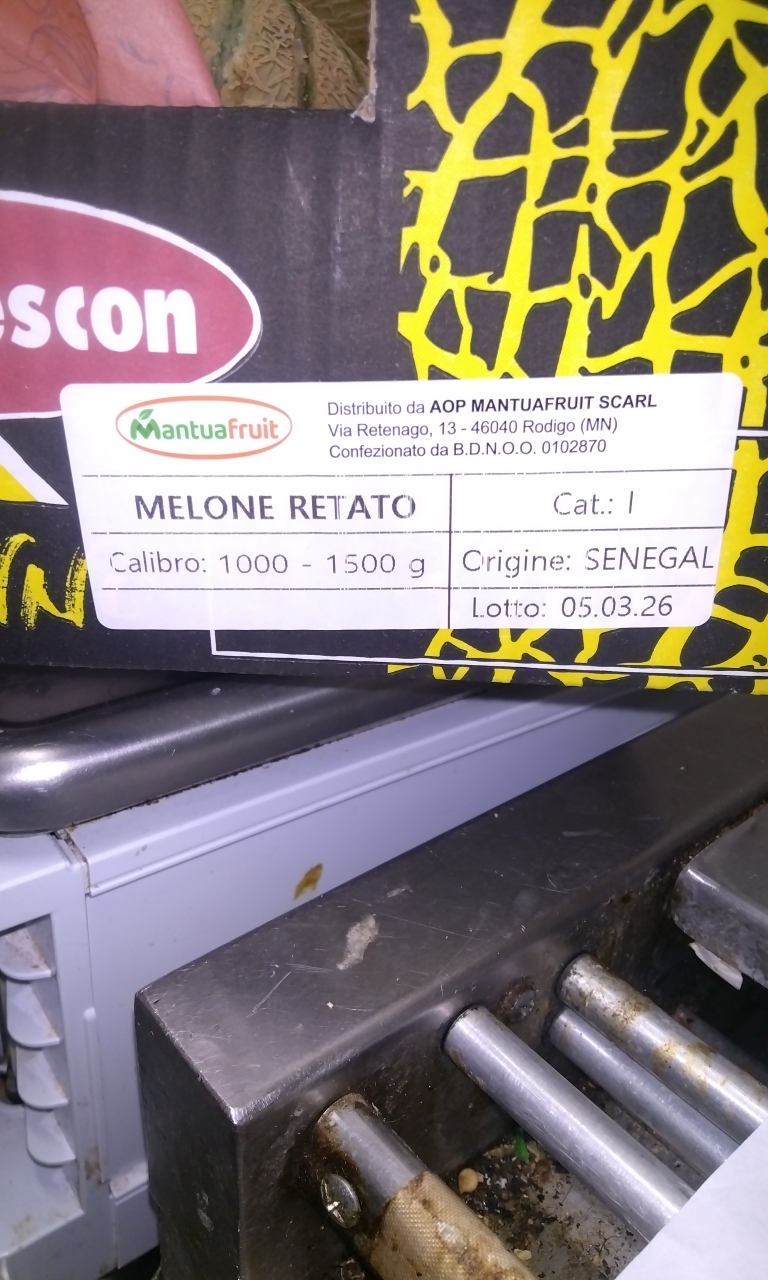 escon
MantuaFruit
Distribuito da AOP MANTUAFRUIT SCARL
Via Retenago, 13 - 46040 Rodigo (MN)
Confezionato da B.D.N.O.O. 0102870
MELONE RETATO
Cat.: I
Calibro: 1000 - 1500 g
Origine: SENEGAL
Lotto: 05.03.26